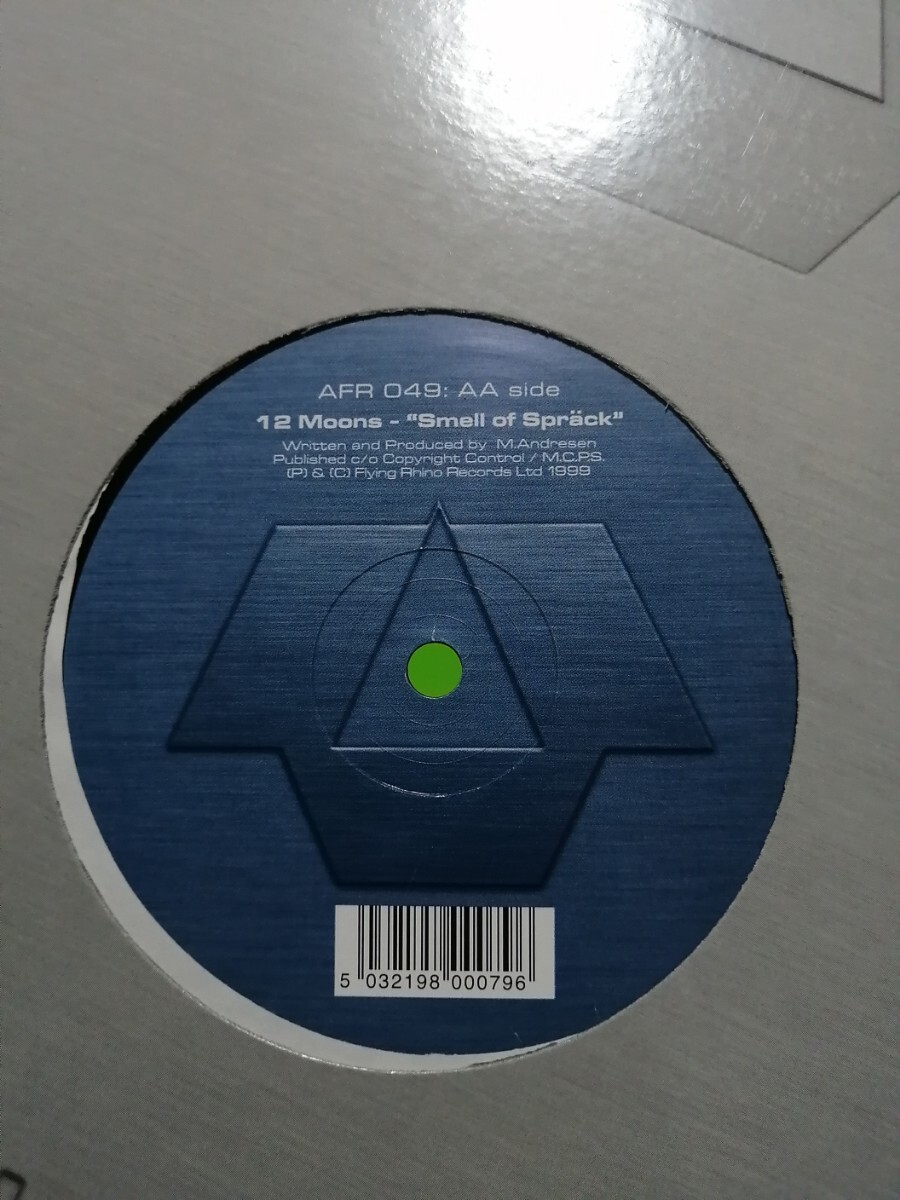 AFR 049: AA side
12 Moons - "Smell of Spräck"
Written and Produced by M.Andresen
Published c/o Copyright Control / M.C.P.S.
(P) & (C) Flying Rhino Records Ltd 1999
5 032198 000796